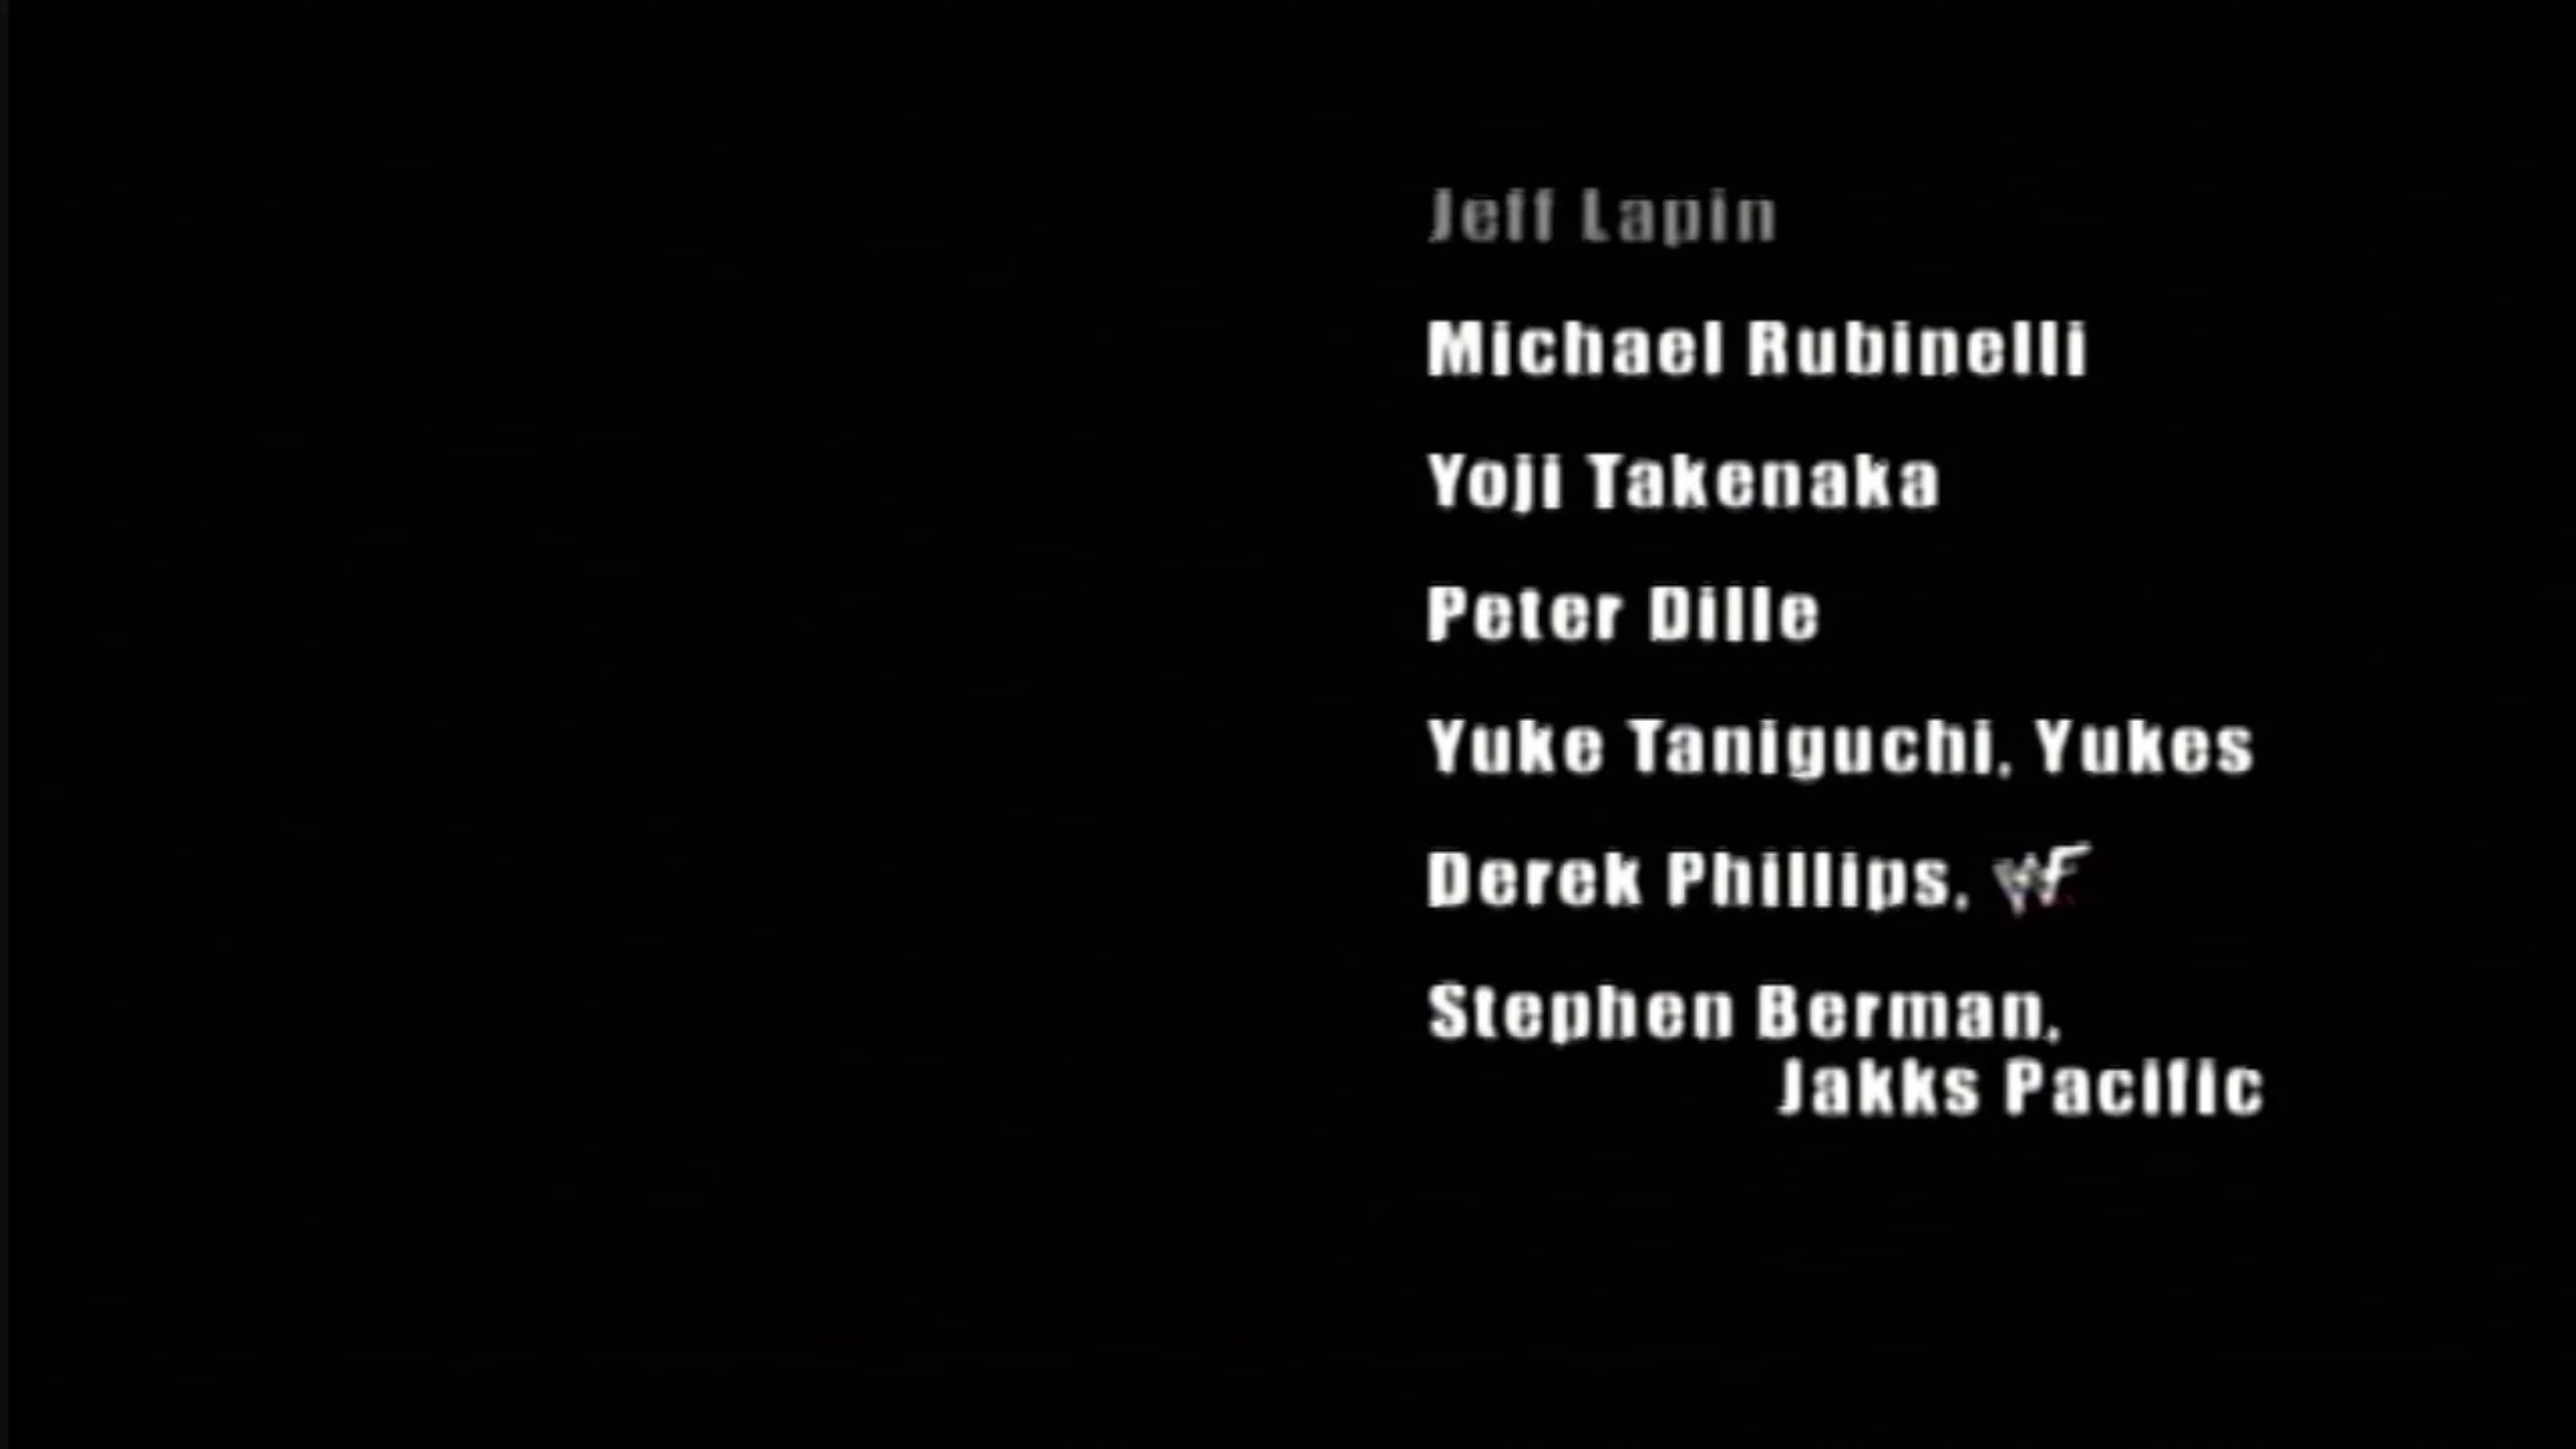 Jeff Lapin
Michael Rubinelli
Yoji Takenaka
Peter Dille
Yuke Taniguchi, Yukes
Derek Phillips, WF
Stephen Berman,
Jakks Pacific